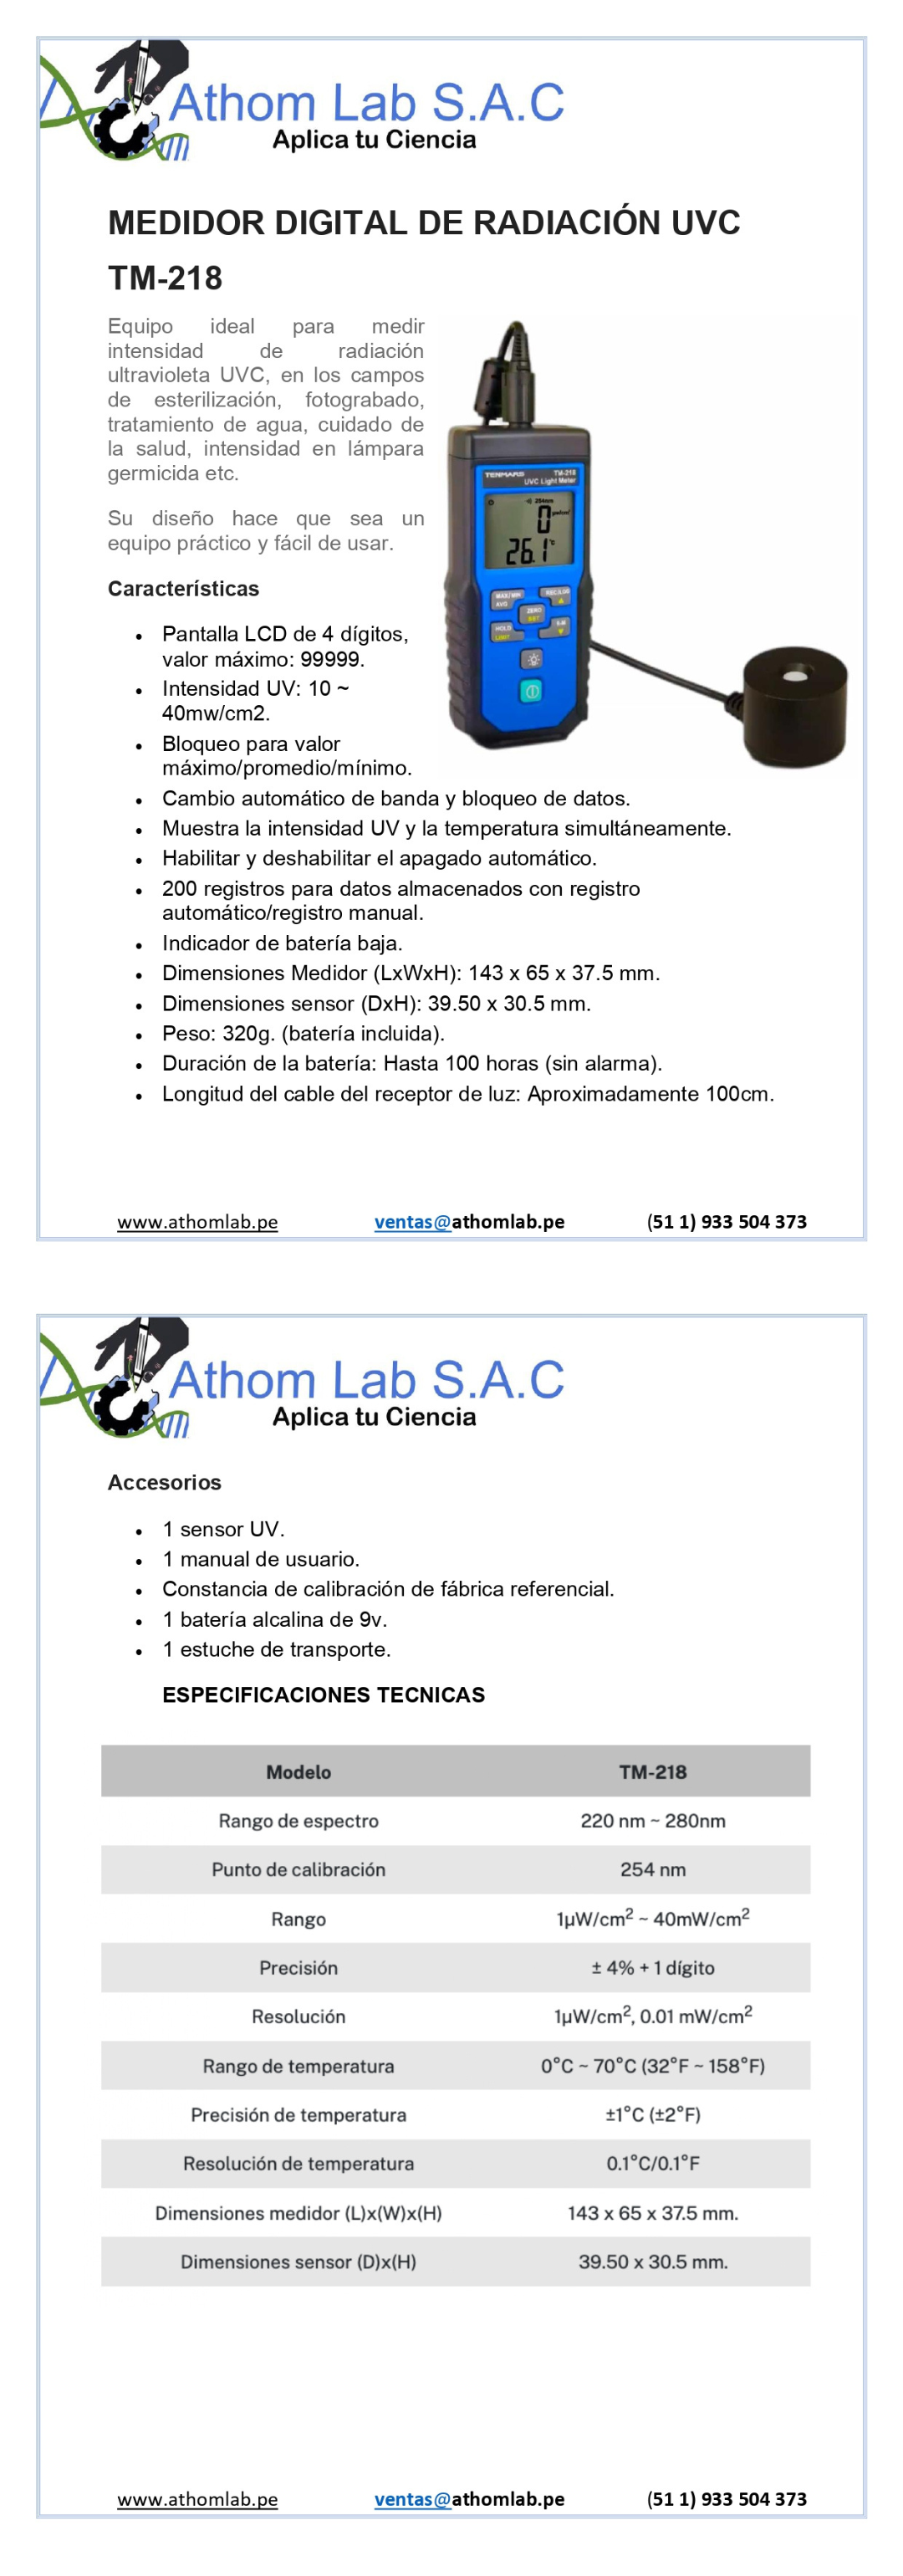 Athom Lab S.A.C
Aplica tu Ciencia
MEDIDOR DIGITAL DE RADIACIÓN UVC
TM-218
Equipo ideal para medir
intensidad de radiación
ultravioleta UVC, en los campos
de esterilización, fotograbado,
tratamiento de agua, cuidado de
la salud, intensidad en lámpara
germicida etc.
Su diseño hace que sea un
equipo práctico y fácil de usar.
TENMARS TM-218
UVC Light Meter
254nm
0
26.1
MAX/MIN
AVG
REC/LOG
ZERO
SET
HOLD
LIGHT
Características
• Pantalla LCD de 4 dígitos,
valor máximo: 99999.
• Intensidad UV: 10 ~
40mw/cm2.
• Bloqueo para valor
máximo/promedio/mínimo.
• Cambio automático de banda y bloqueo de datos.
• Muestra la intensidad UV y la temperatura simultáneamente.
• Habilitar y deshabilitar el apagado automático.
• 200 registros para datos almacenados con registro
automático/registro manual.
• Indicador de batería baja.
• Dimensiones Medidor (LxWxH): 143 x 65 x 37.5 mm.
• Dimensiones sensor (DxH): 39.50 x 30.5 mm.
• Peso: 320g. (batería incluida).
• Duración de la batería: Hasta 100 horas (sin alarma).
• Longitud del cable del receptor de luz: Aproximadamente 100cm.
www.athomlab.pe ventas@athomlab.pe (51 1) 933 504 373
Athom Lab S.A.C
Aplica tu Ciencia
Accesorios
• 1 sensor UV.
• 1 manual de usuario.
• Constancia de calibración de fábrica referencial.
• 1 batería alcalina de 9v.
• 1 estuche de transporte.
ESPECIFICACIONES TECNICAS
Modelo TM-218
Rango de espectro 220 nm ~ 280nm
Punto de calibración 254 nm
Rango 1µW/cm² ~ 40mW/cm²
Precisión ± 4% + 1 dígito
Resolución 1µW/cm², 0.01 mW/cm²
Rango de temperatura 0°C ~ 70°C (32°F ~ 158°F)
Precisión de temperatura ±1°C (±2°F)
Resolución de temperatura 0.1°C/0.1°F
Dimensiones medidor (L)x(W)x(H) 143 x 65 x 37.5 mm.
Dimensiones sensor (D)x(H) 39.50 x 30.5 mm.
www.athomlab.pe ventas@athomlab.pe (51 1) 933 504 373